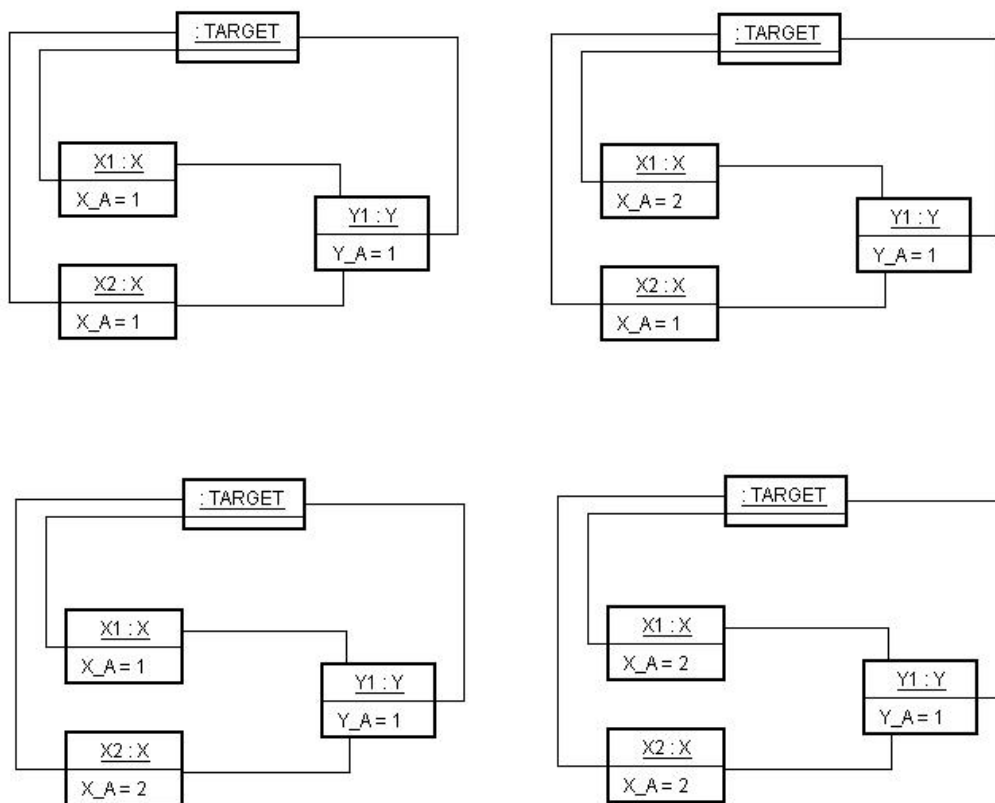 : TARGET
X1 : X
X_A = 1
Y1 : Y
Y_A = 1
X2 : X
X_A = 1
: TARGET
X1 : X
X_A = 2
Y1 : Y
Y_A = 1
X2 : X
X_A = 1
: TARGET
X1 : X
X_A = 1
Y1 : Y
Y_A = 1
X2 : X
X_A = 2
: TARGET
X1 : X
X_A = 2
Y1 : Y
Y_A = 1
X2 : X
X_A = 2